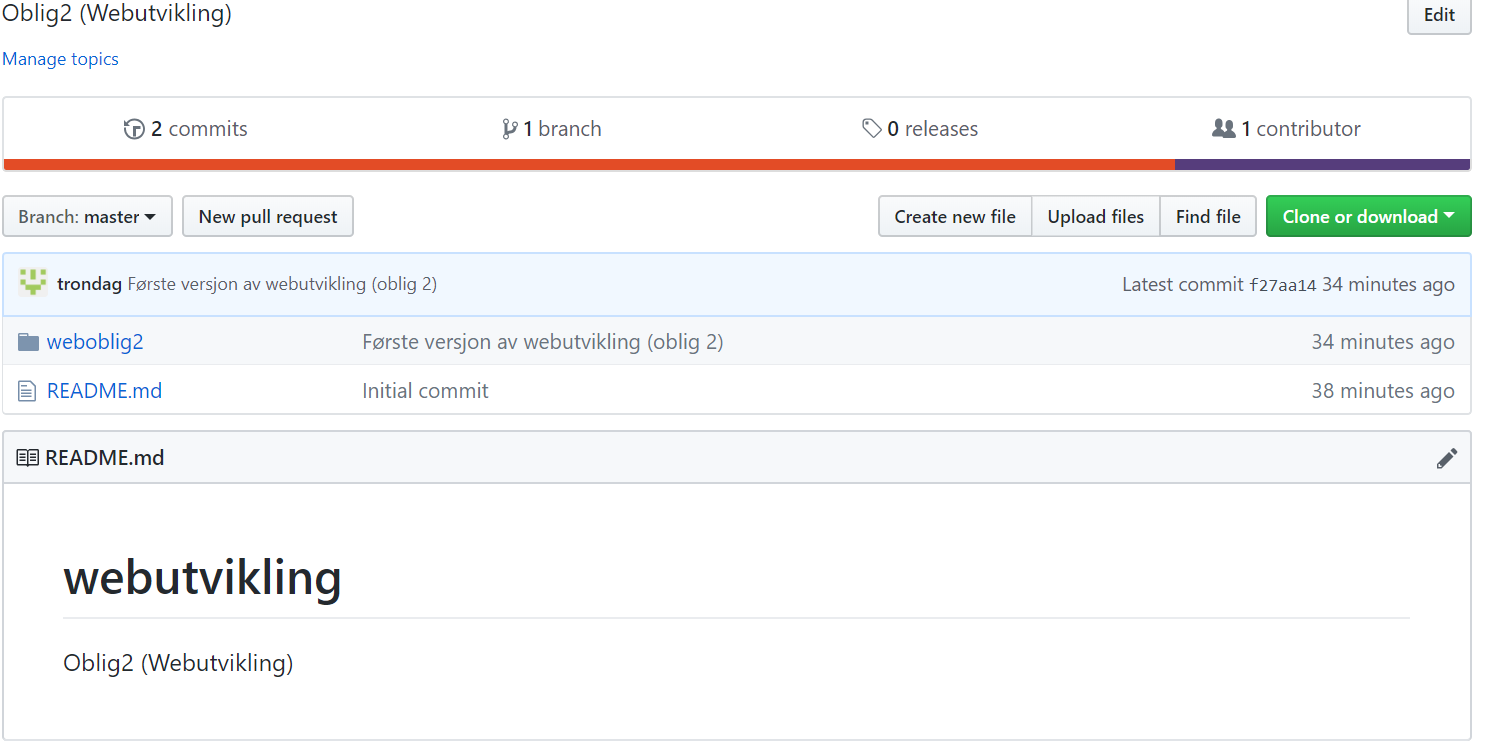 Oblig2 (Webutvikling)
Edit
Manage topics
2 commits
1 branch
0 releases
1 contributor
Branch: master
New pull request
Create new file
Upload files
Find file
Clone or download
trondag Første versjon av webutvikling (oblig 2)
Latest commit f27aa14 34 minutes ago
weboblig2
Første versjon av webutvikling (oblig 2)
34 minutes ago
README.md
Initial commit
38 minutes ago
README.md
webutvikling
Oblig2 (Webutvikling)